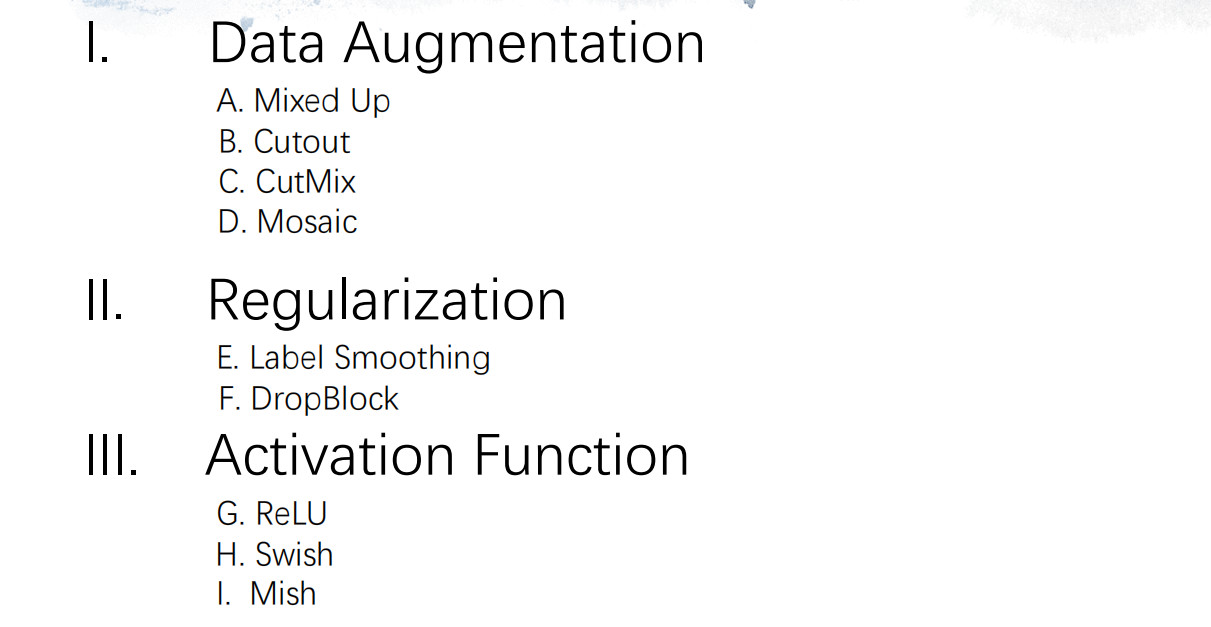 I. Data Augmentation
A. Mixed Up
B. Cutout
C. CutMix
D. Mosaic
II. Regularization
E. Label Smoothing
F. DropBlock
III. Activation Function
G. ReLU
H. Swish
I. Mish